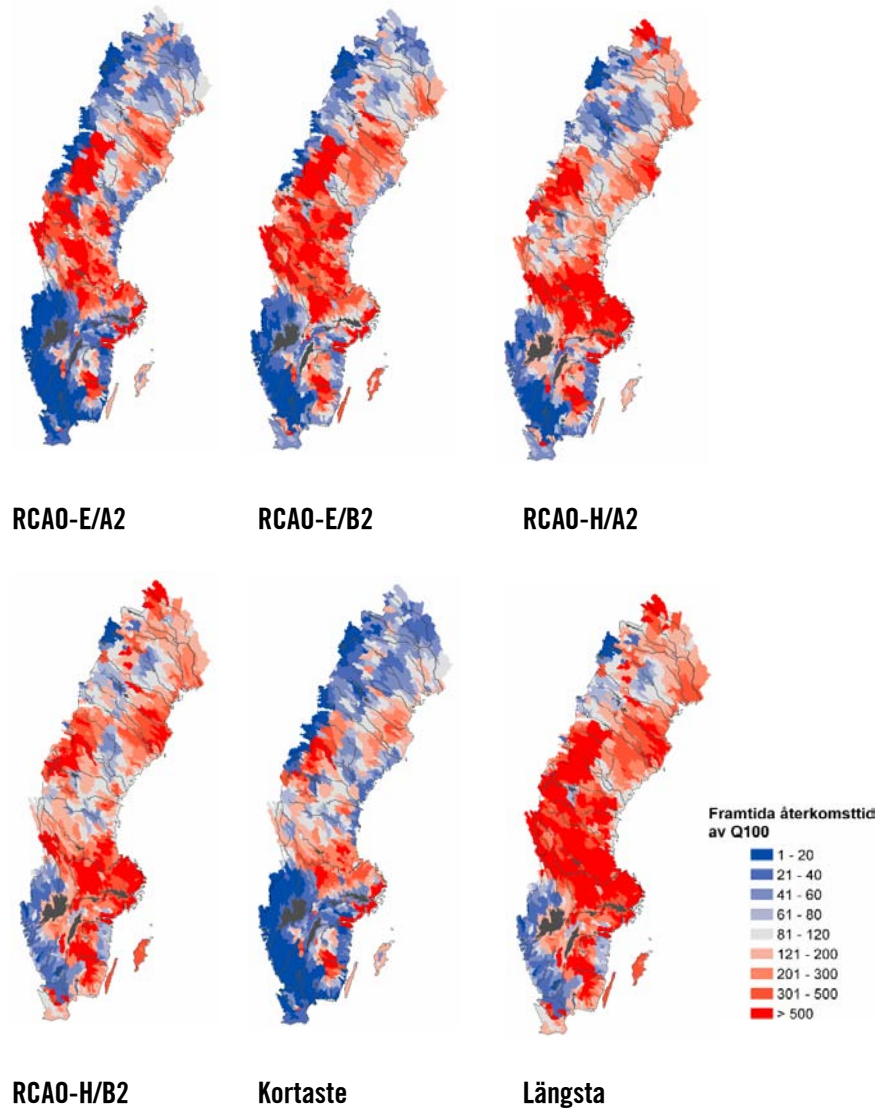 RCAO-E/A2
RCAO-E/B2
RCAO-H/A2
Framtida återkomsttid
av Q100
1 - 20
21 - 40
41 - 60
61 - 80
81 - 120
121 - 200
201 - 300
301 - 500
> 500
RCAO-H/B2
Kortaste
Längsta